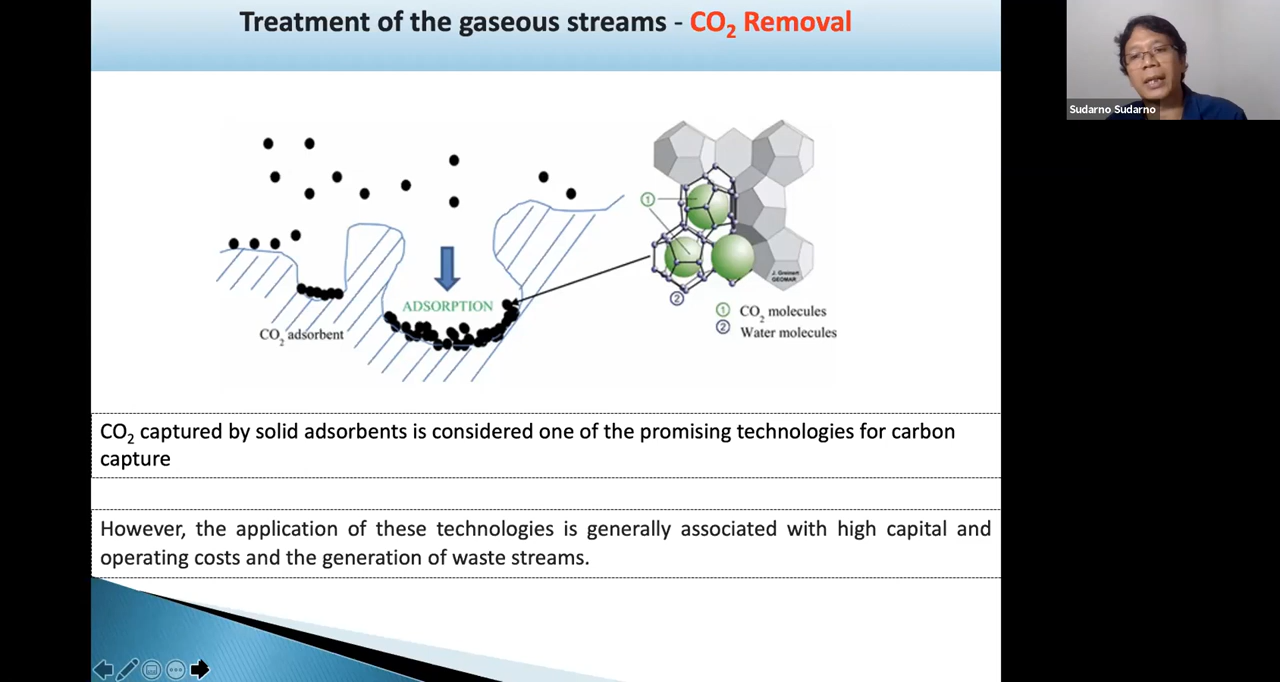 Treatment of the gaseous streams - CO₂ Removal
Sudarno Sudarno
ADSORPTION
CO₂ adsorbent
1
2
J. Greinert
GEOMAR
1 CO₂ molecules
2 Water molecules
CO₂ captured by solid adsorbents is considered one of the promising technologies for carbon
capture
However, the application of these technologies is generally associated with high capital and
operating costs and the generation of waste streams.